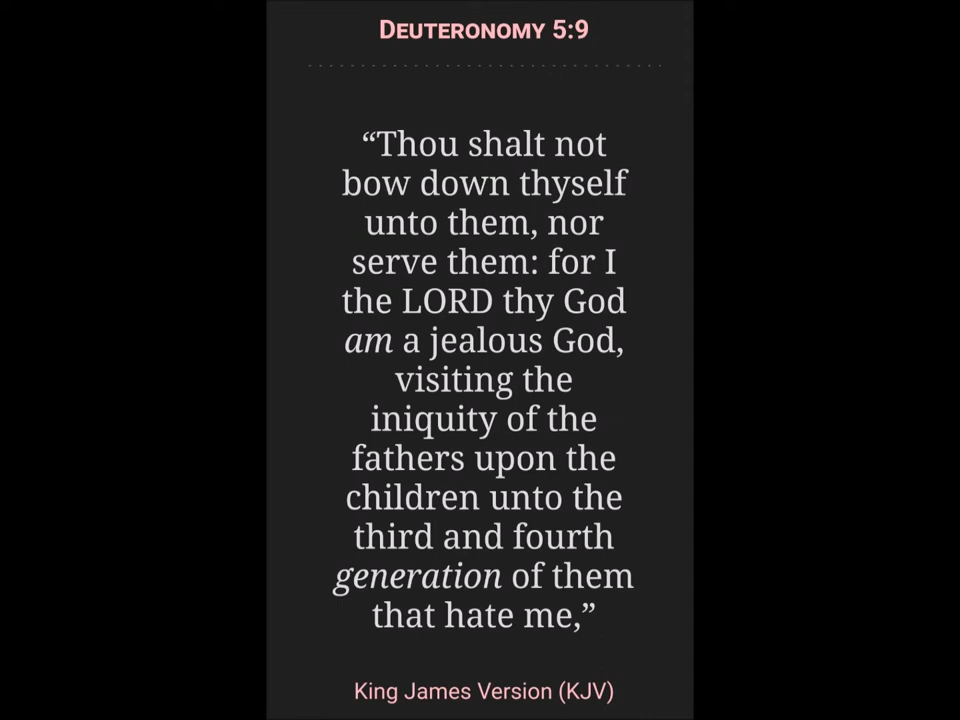 DEUTERONOMY 5:9
“Thou shalt not
bow down thyself
unto them, nor
serve them: for I
the LORD thy God
am a jealous God,
visiting the
iniquity of the
fathers upon the
children unto the
third and fourth
generation of them
that hate me,”
King James Version (KJV)